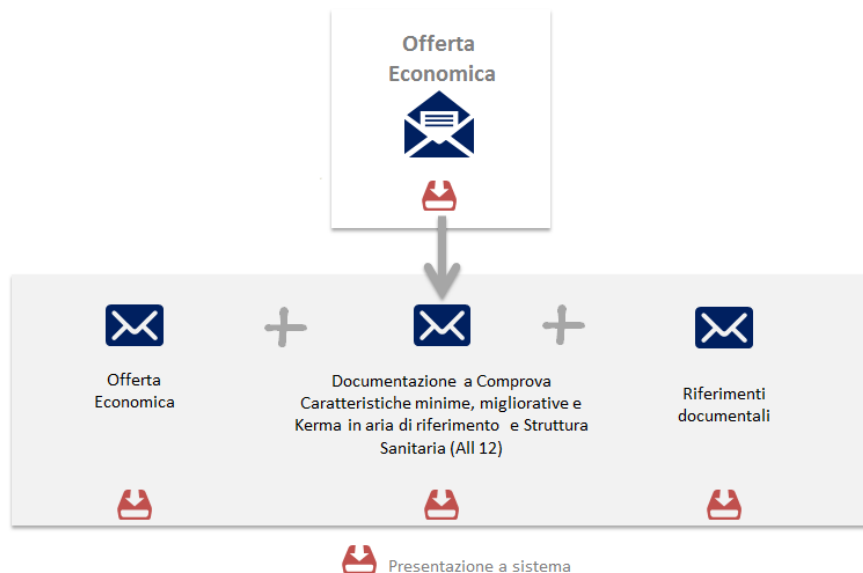 Offerta
Economica
Offerta
Economica
Documentazione a Comprova
Caratteristiche minime, migliorative e
Kerma in aria di riferimento e Struttura
Sanitaria (All 12)
Riferimenti
documentali
Presentazione a sistema